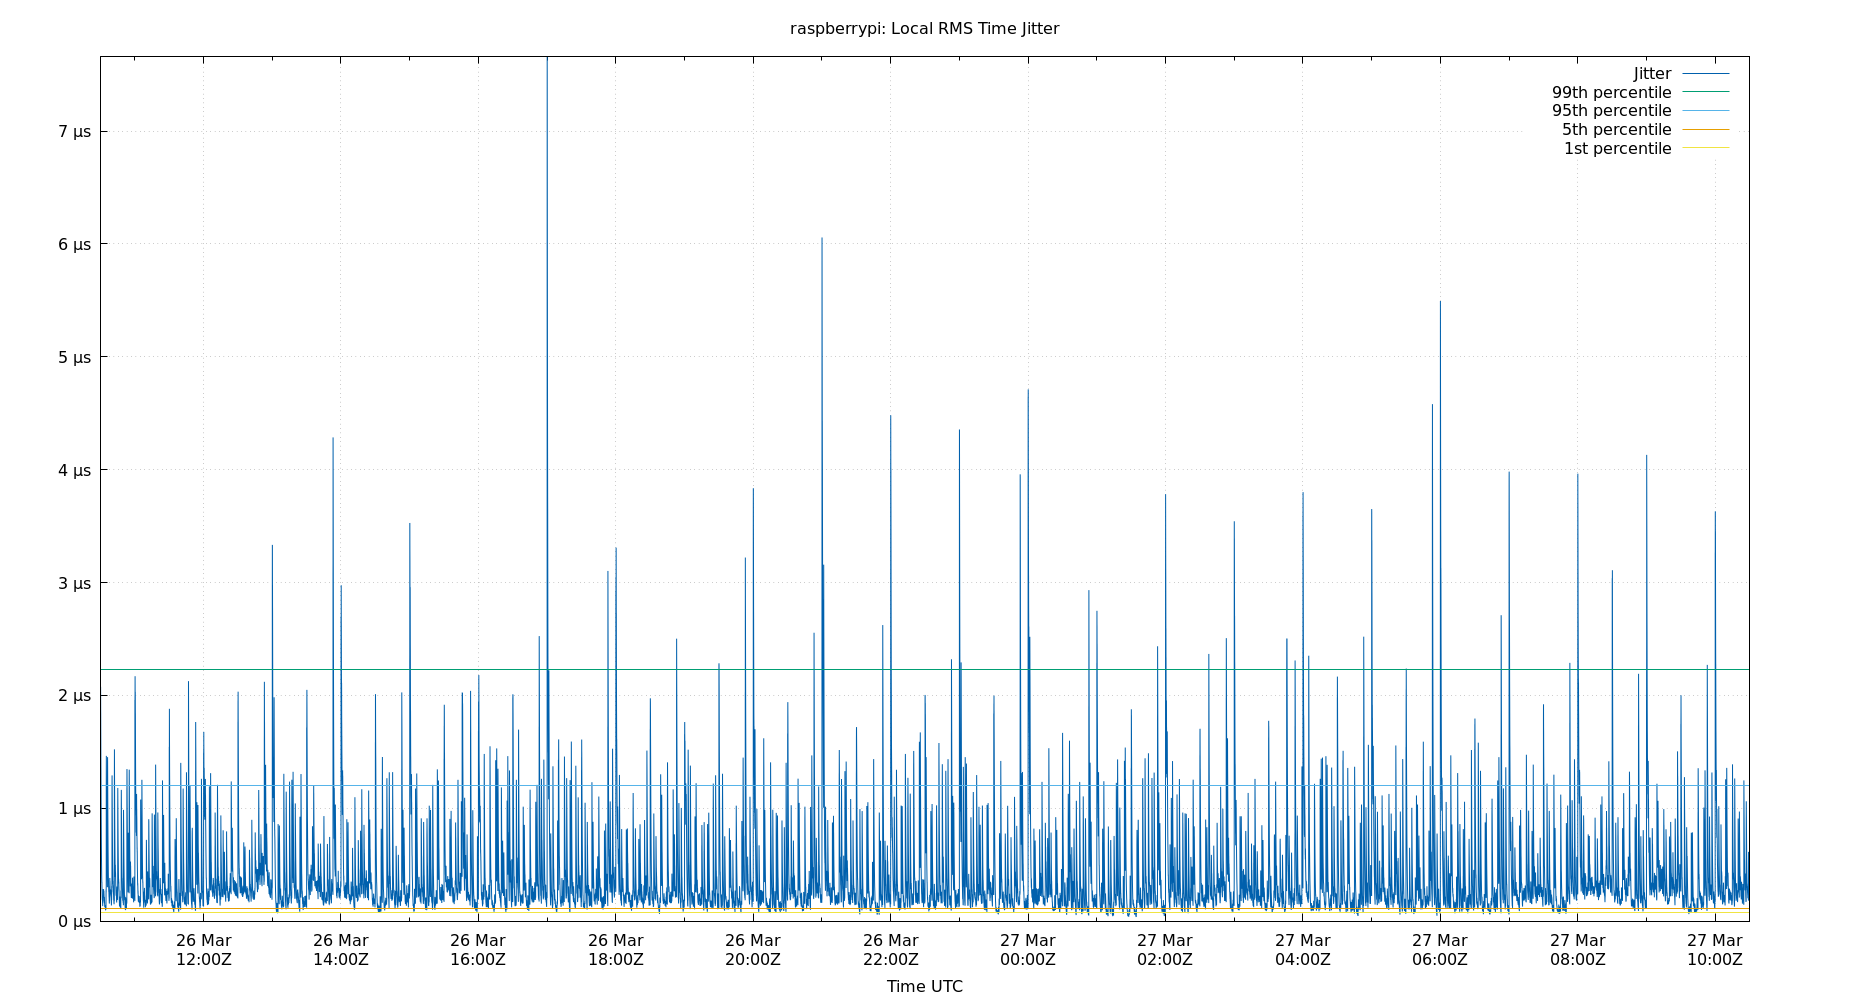 raspberrypi: Local RMS Time Jitter
Jitter
99th percentile
95th percentile
5th percentile
1st percentile
7 µs
6 µs
5 µs
4 µs
3 µs
2 µs
1 µs
0 µs
26 Mar 26 Mar 26 Mar 26 Mar 26 Mar 26 Mar 27 Mar 27 Mar 27 Mar 27 Mar 27 Mar 27 Mar
12:00Z 14:00Z 16:00Z 18:00Z 20:00Z 22:00Z 00:00Z 02:00Z 04:00Z 06:00Z 08:00Z 10:00Z
Time UTC